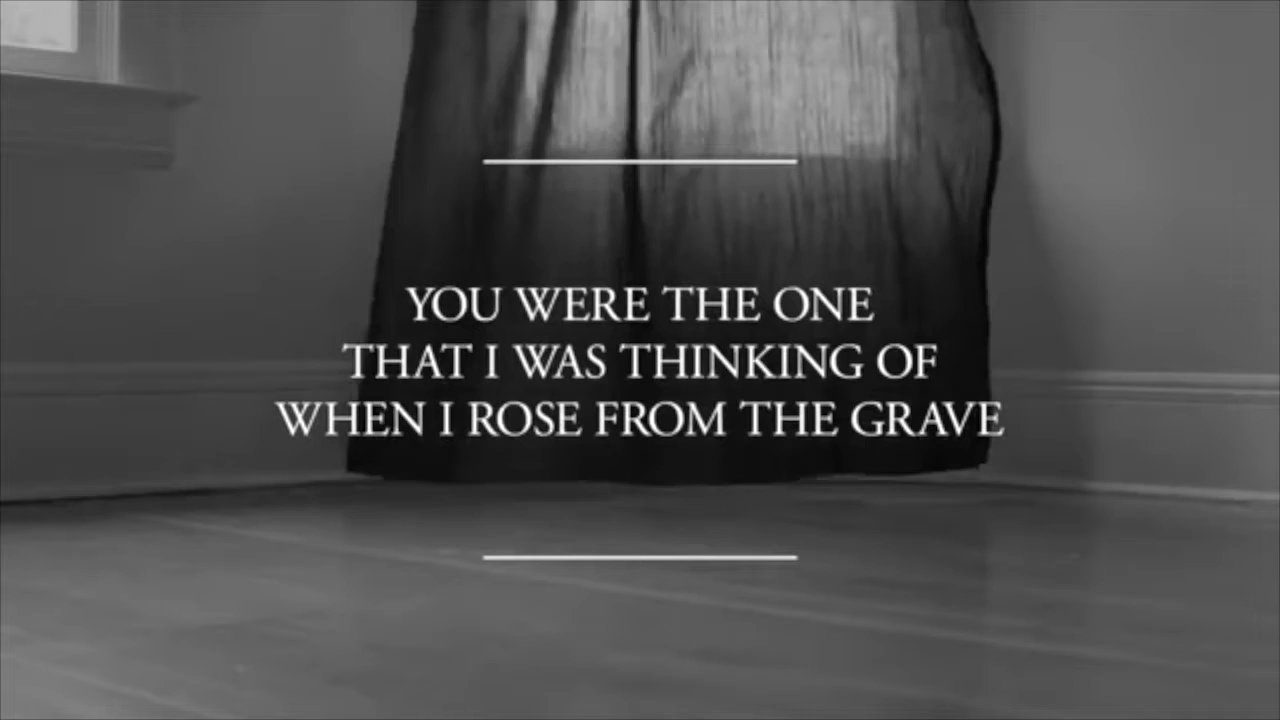 YOU WERE THE ONE
THAT I WAS THINKING OF
WHEN I ROSE FROM THE GRAVE